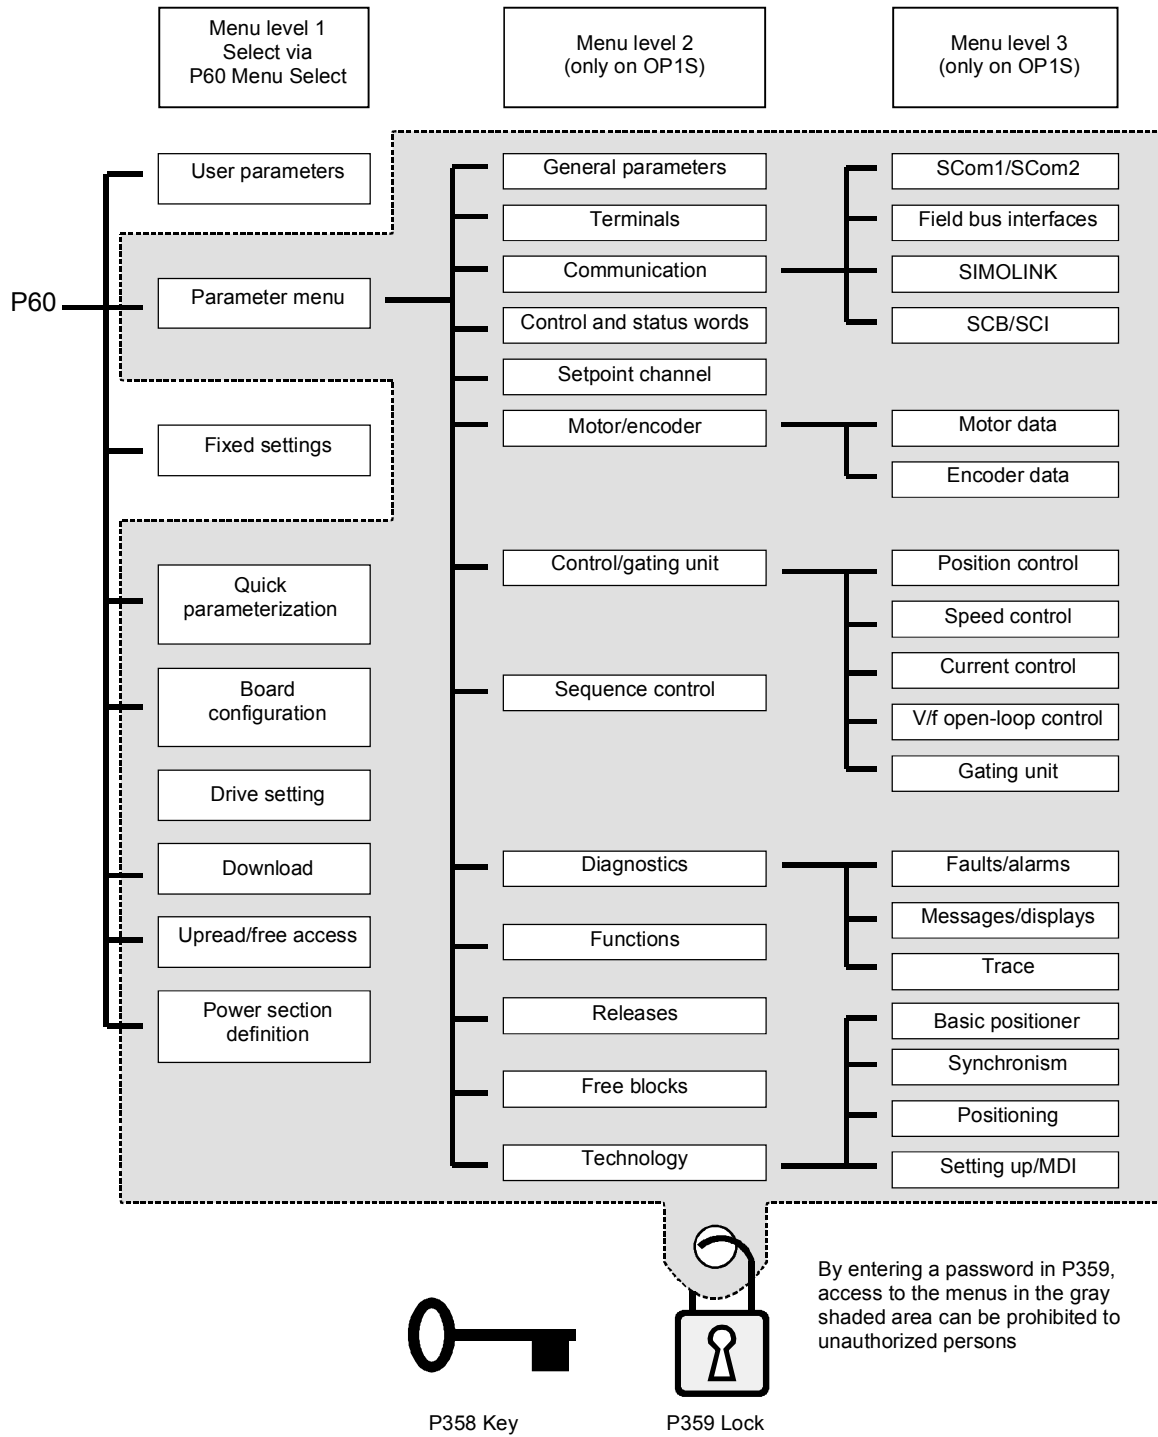 Menu level 1
Select via
P60 Menu Select
Menu level 2
(only on OP1S)
Menu level 3
(only on OP1S)
P60
User parameters
Parameter menu
Fixed settings
Quick
parameterization
Board
configuration
Drive setting
Download
Upread/free access
Power section
definition
General parameters
Terminals
Communication
Control and status words
Setpoint channel
Motor/encoder
Control/gating unit
Sequence control
Diagnostics
Functions
Releases
Free blocks
Technology
SCom1/SCom2
Field bus interfaces
SIMOLINK
SCB/SCI
Motor data
Encoder data
Position control
Speed control
Current control
V/f open-loop control
Gating unit
Faults/alarms
Messages/displays
Trace
Basic positioner
Synchronism
Positioning
Setting up/MDI
By entering a password in P359,
access to the menus in the gray
shaded area can be prohibited to
unauthorized persons
P358 Key
P359 Lock